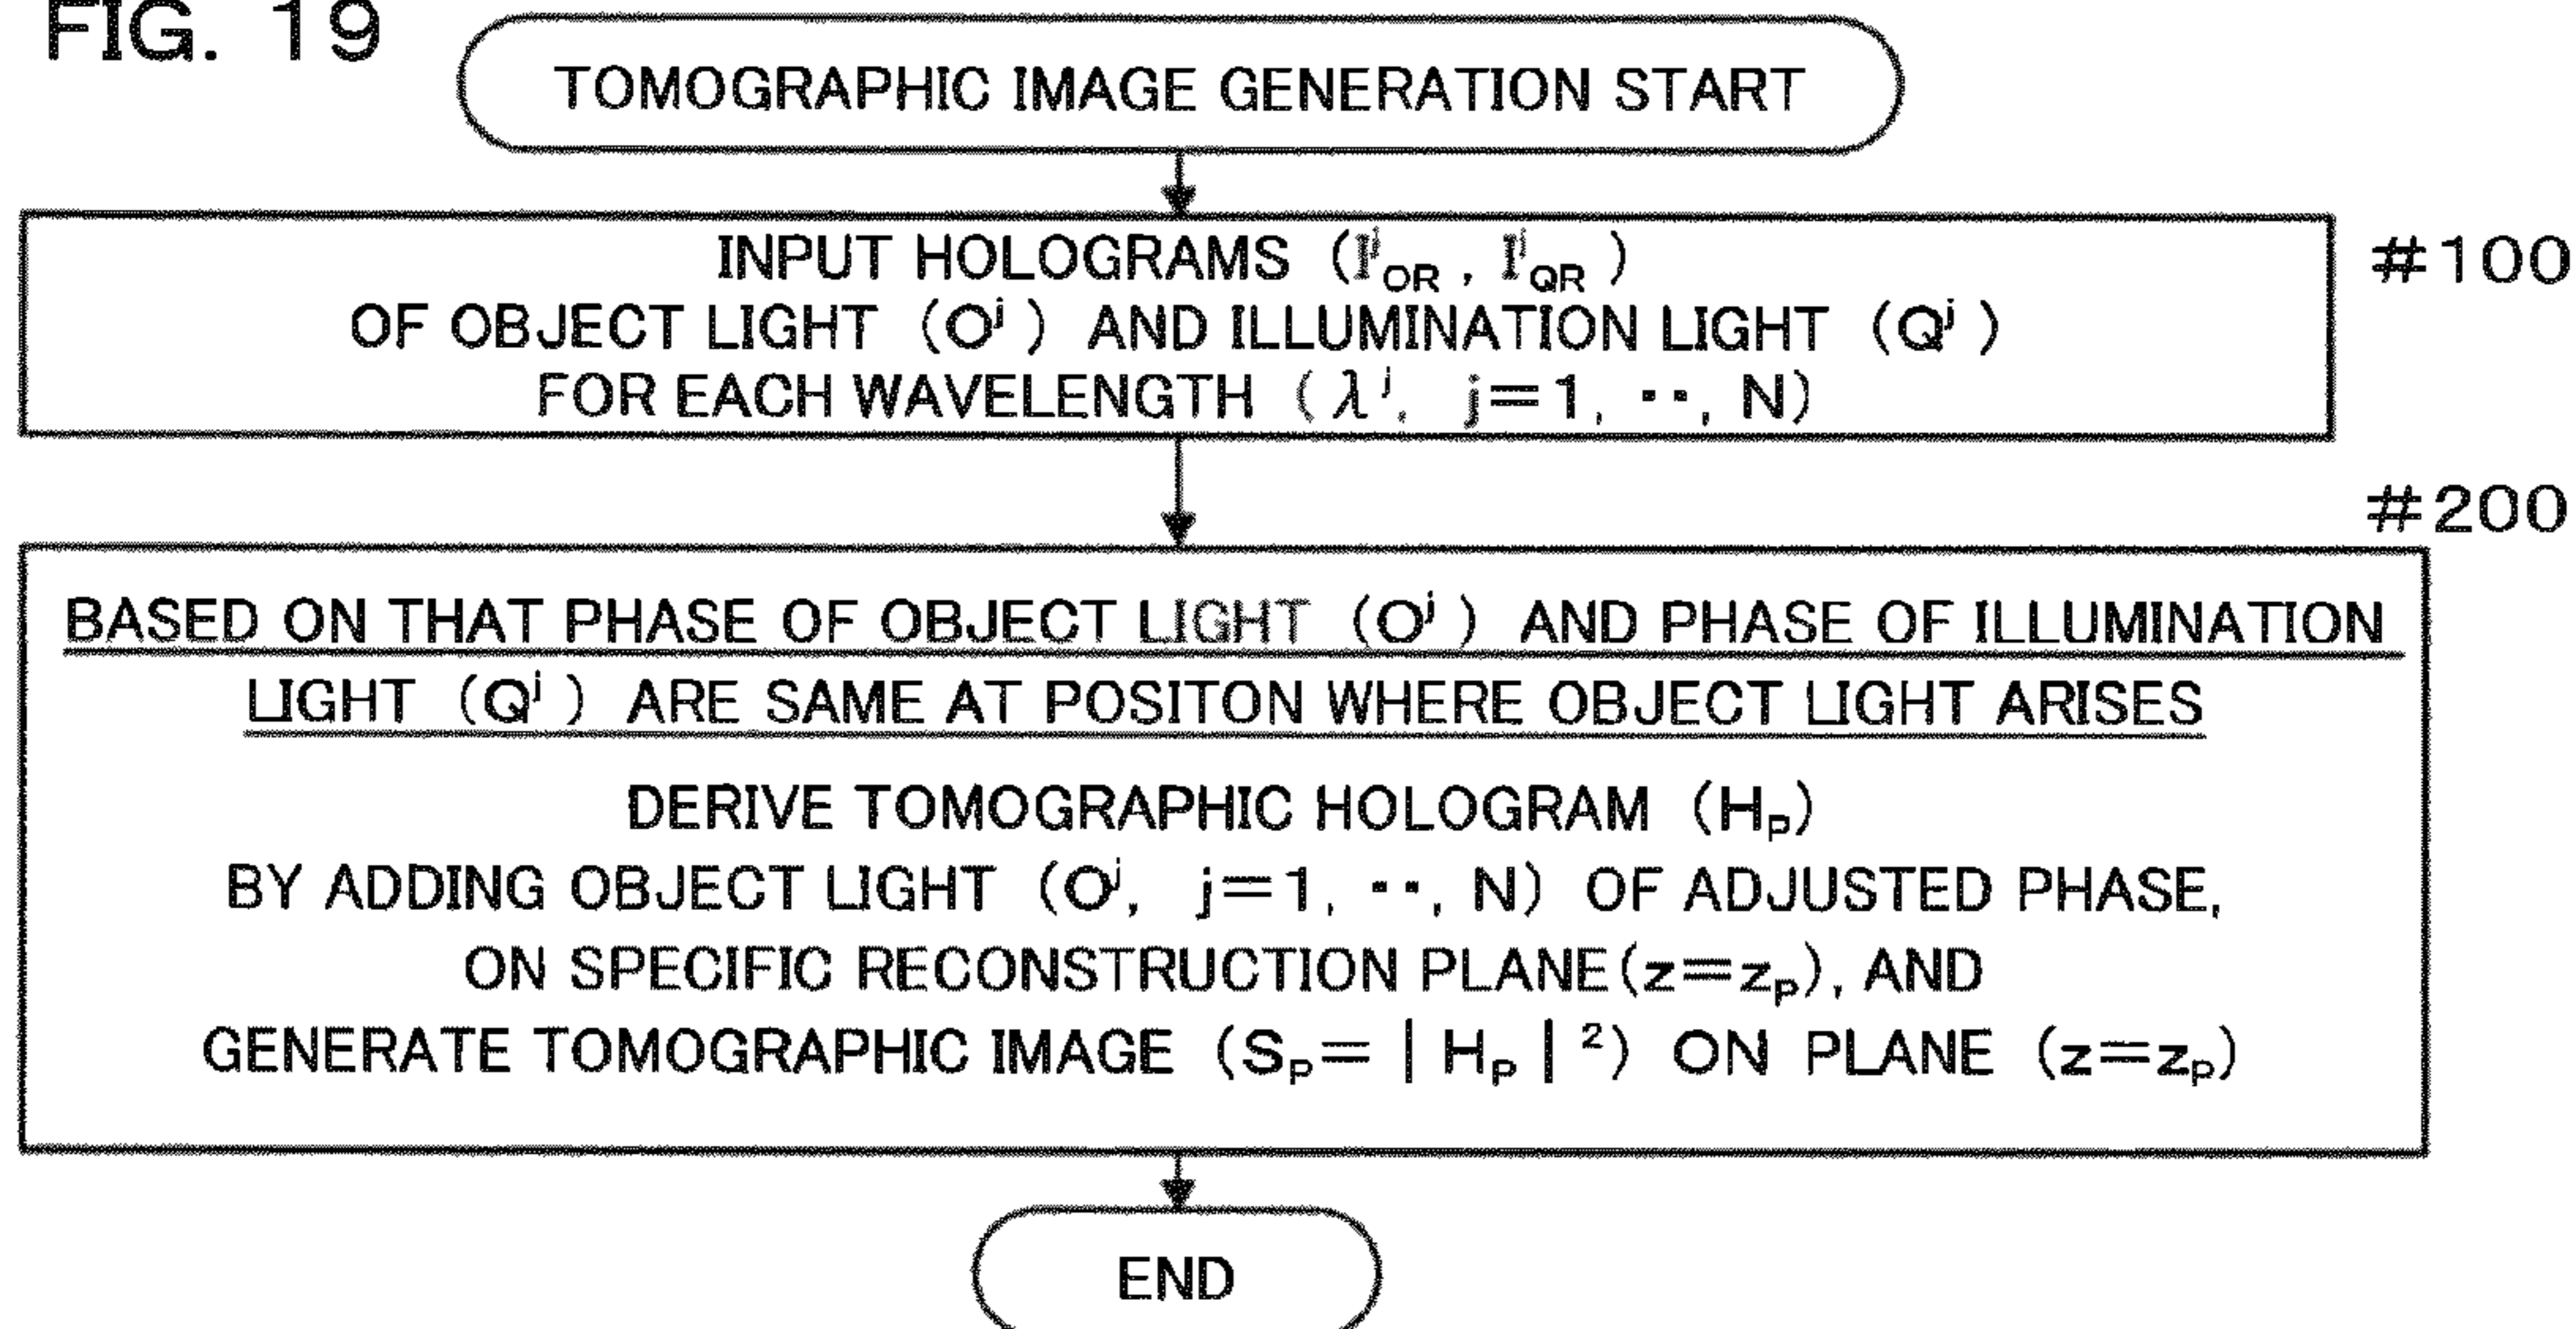 FIG. 19
TOMOGRAPHIC IMAGE GENERATION START
INPUT HOLOGRAMS (I^j_OR, I^j_QR)
#100
OF OBJECT LIGHT (O^j) AND ILLUMINATION LIGHT (Q^j)
FOR EACH WAVELENGTH (λ^j, j=1, ··, N)
#200
BASED ON THAT PHASE OF OBJECT LIGHT (O^j) AND PHASE OF ILLUMINATION
LIGHT (Q^j) ARE SAME AT POSITON WHERE OBJECT LIGHT ARISES
DERIVE TOMOGRAPHIC HOLOGRAM (H_P)
BY ADDING OBJECT LIGHT (O^j, j=1, ··, N) OF ADJUSTED PHASE,
ON SPECIFIC RECONSTRUCTION PLANE(z=z_P), AND
GENERATE TOMOGRAPHIC IMAGE (S_P=|H_P|²) ON PLANE (z=z_P)
END